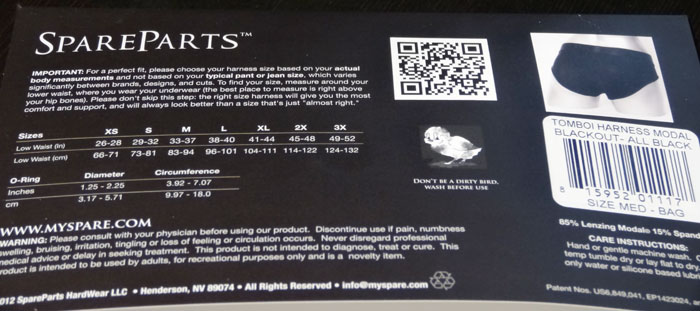 SPAREPARTS™
IMPORTANT: For a perfect fit, please choose your harness size based on your actual
body measurements and not based on your typical pant or jean size, which varies
significantly between brands, designs, and cuts. To find your size, measure around your
lower waist, where you wear your underwear (the best place to measure is right above
your hip bones). Please don't skip this step: the right size harness will give you the most
comfort and support, and will always look better than a size that's just "almost right."
Sizes XS S M L XL 2X 3X
Low Waist (in) 26-28 29-32 33-37 38-40 41-44 45-48 49-52
Low Waist (cm) 66-71 73-81 83-94 96-101 104-111 114-122 124-132
O-Ring Diameter Circumference
Inches 1.25 - 2.25 3.92 - 7.07
cm 3.17 - 5.71 9.97 - 18.0
DON'T BE A DIRTY BIRD.
WASH BEFORE USE
TOMBOI HARNESS MODAL
BLACKOUT- ALL BLACK
8 15952 01117
SIZE MED - BAG
WWW.MYSPARE.COM
WARNING: Please consult with your physician before using our product. Discontinue use if pain, numbness
welling, bruising, irritation, tingling or loss of feeling or circulation occurs. Never disregard professional
medical advice or delay in seeking treatment. This product is not intended to diagnose, treat or cure. This
roduct is intended to be used by adults, for recreational purposes only and is a novelty item.
012 SpareParts HardWear LLC • Henderson, NV 89074 • All Rights Reserved • info@myspare.com
85% Lenzing Modale 15% Spand
CARE INSTRUCTIONS:
Hand or gentle machine wash. C
temp tumble dry or lay flat to dry.
only water or silicone based lubri
Patent Nos. US6,849,041, EP1423024,